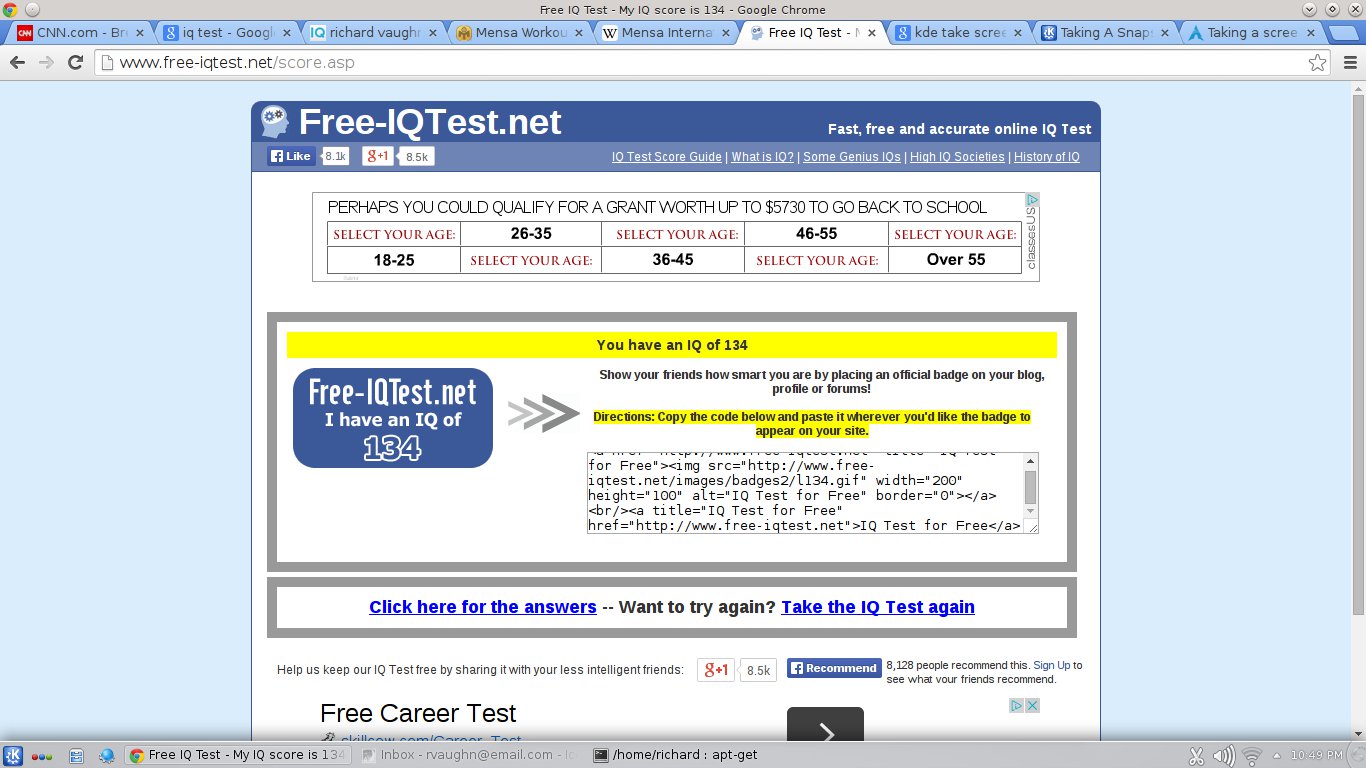 Free IQ Test - My IQ score is 134 - Google Chrome
CNN.com - Bre
iq test - Googl
richard vaughn
Mensa Workou
Mensa Interna
Free IQ Test - M
kde take scree
Taking A Snaps
Taking a scree
www.free-iqtest.net/score.asp
Free-IQTest.net
Fast, free and accurate online IQ Test
Like 8.1k g+1 8.5k
IQ Test Score Guide | What is IQ? | Some Genius IQs | High IQ Societies | History of IQ
PERHAPS YOU COULD QUALIFY FOR A GRANT WORTH UP TO $5730 TO GO BACK TO SCHOOL
SELECT YOUR AGE: 26-35 SELECT YOUR AGE: 46-55 SELECT YOUR AGE:
18-25 SELECT YOUR AGE: 36-45 SELECT YOUR AGE: Over 55
classesUS
You have an IQ of 134
Free-IQTest.net
I have an IQ of
134
Show your friends how smart you are by placing an official badge on your blog,
profile or forums!
Directions: Copy the code below and paste it wherever you'd like the badge to
appear on your site.
for Free"><img src="http://www.free-
iqtest.net/images/badges2/l134.gif" width="200"
height="100" alt="IQ Test for Free" border="0"></a>
<br/><a title="IQ Test for Free"
href="http://www.free-iqtest.net">IQ Test for Free</a>
Click here for the answers -- Want to try again? Take the IQ Test again
Help us keep our IQ Test free by sharing it with your less intelligent friends:
g+1 8.5k
Recommend
8,128 people recommend this. Sign Up to
see what your friends recommend.
Free Career Test
skillcow.com/Career_Test
Free IQ Test - My IQ score is 134
Inbox - rvaughn@email.com - Ic
/home/richard : apt-get
10:49 PM